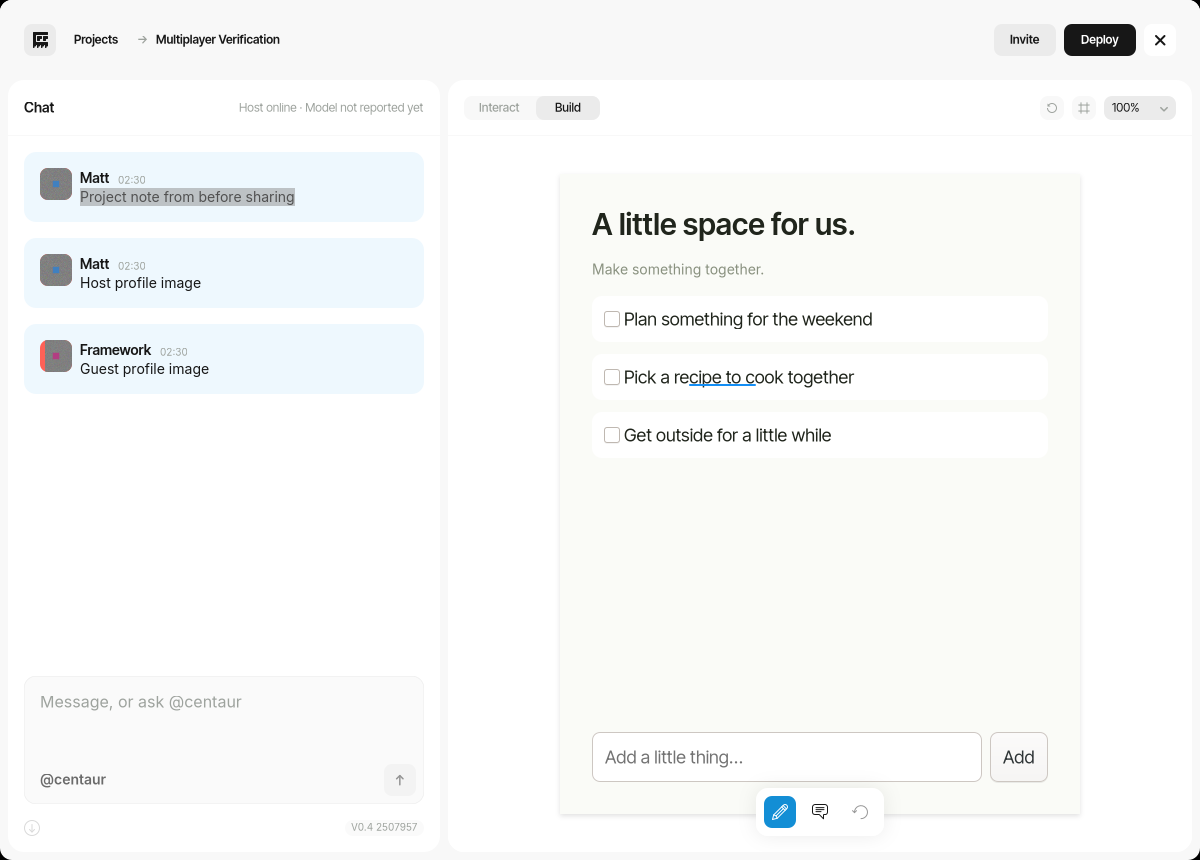 Projects → Multiplayer Verification
Invite
Deploy
Chat
Host online · Model not reported yet
Matt 02:30
Project note from before sharing
Matt 02:30
Host profile image
Framework 02:30
Guest profile image
Message, or ask @centaur
@centaur
V0.4 2507957
Interact
Build
100%
A little space for us.
Make something together.
Plan something for the weekend
Pick a recipe to cook together
Get outside for a little while
Add a little thing...
Add